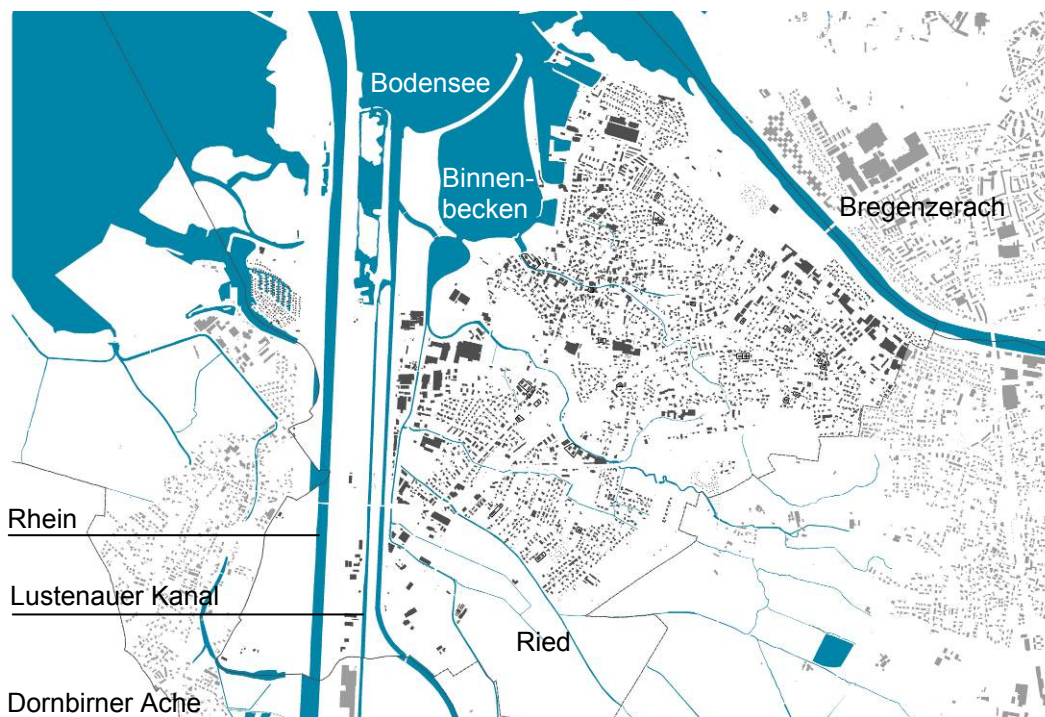 Bodensee
Binnen-
becken
Bregenzerach
Rhein
Lustenauer Kanal
Ried
Dornbirner Ache